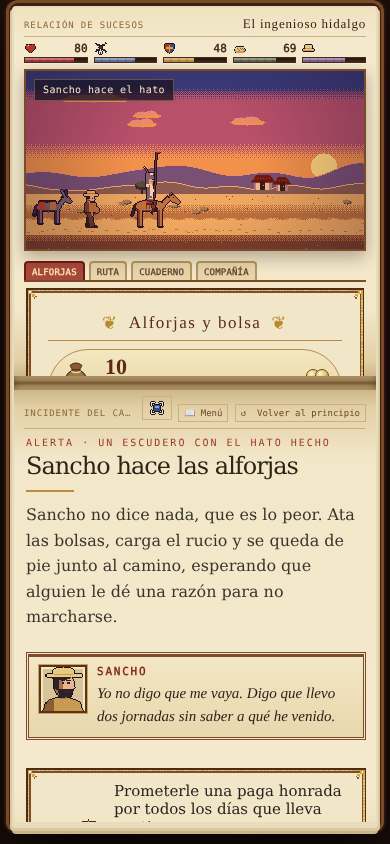 RELACIÓN DE SUCESOS
El ingenioso hidalgo
80
48
69
Sancho hace el hato
ALFORJAS
RUTA
CUADERNO
COMPAÑÍA
Alforjas y bolsa
10
INCIDENTE DEL CA…
Menú
↺ Volver al principio
ALERTA · UN ESCUDERO CON EL HATO HECHO
Sancho hace las alforjas
Sancho no dice nada, que es lo peor. Ata
las bolsas, carga el rucio y se queda de
pie junto al camino, esperando que
alguien le dé una razón para no
marcharse.
SANCHO
Yo no digo que me vaya. Digo que llevo
dos jornadas sin saber a qué he venido.
Prometerle una paga honrada
por todos los días que lleva